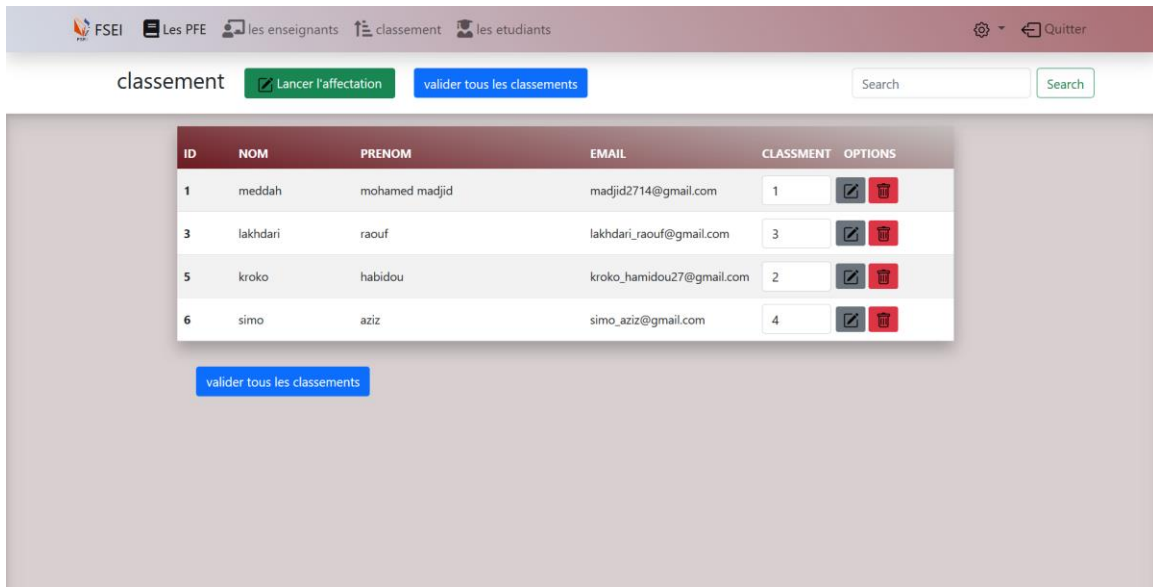 FSEI Les PFE les enseignants classement les etudiants Quitter
classement Lancer l'affectation valider tous les classements Search Search
ID NOM PRENOM EMAIL CLASSMENT OPTIONS
1 meddah mohamed madjid madjid2714@gmail.com 1
3 lakhdari raouf lakhdari_raouf@gmail.com 3
5 kroko habidou kroko_hamidou27@gmail.com 2
6 simo aziz simo_aziz@gmail.com 4
valider tous les classements